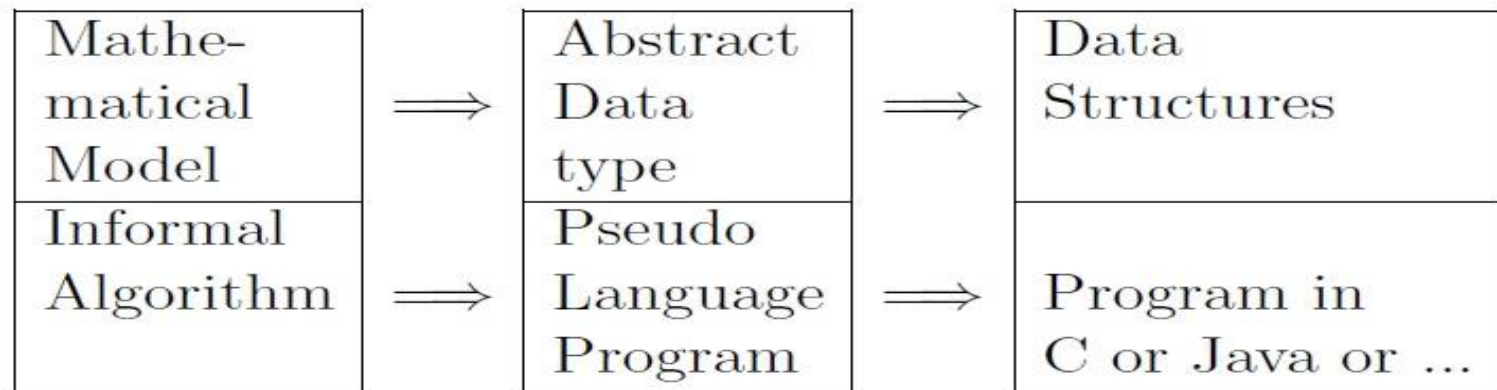 Mathe-
matical
Model
⟹
Abstract
Data
type
⟹
Data
Structures
Informal
Algorithm
⟹
Pseudo
Language
Program
⟹
Program in
C or Java or ...